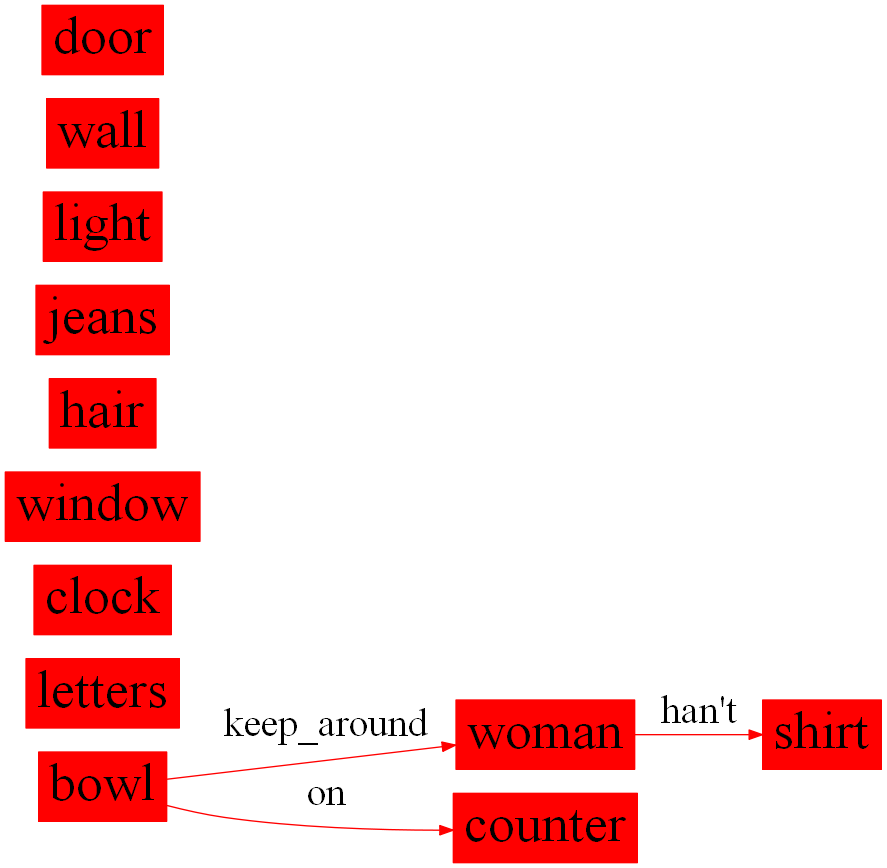 door
wall
light
jeans
hair
window
clock
letters
keep_around
woman
han't
shirt
bowl
on
counter